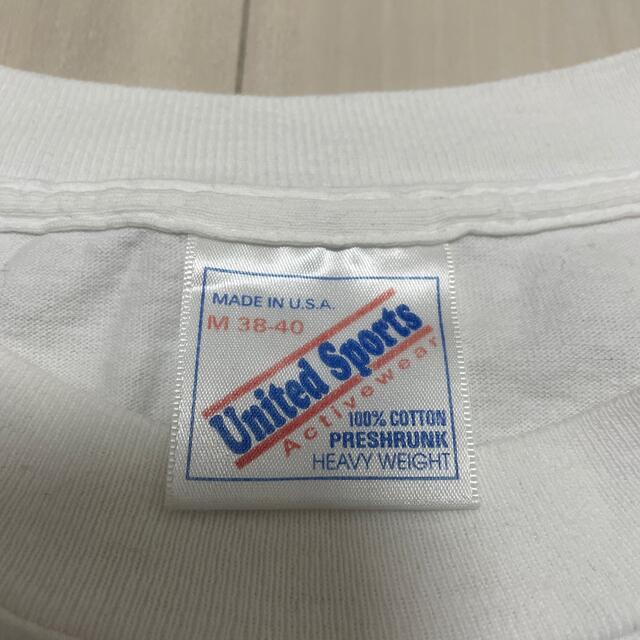 MADE IN U.S.A.
M 38-40
United Sports
Activewear
100% COTTON
PRESHRUNK
HEAVY WEIGHT